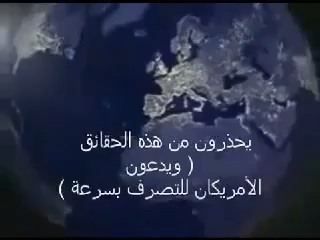 يحذرون من هذه الحقائق
( ويدعون
الأمريكان للتصرف بسرعة )